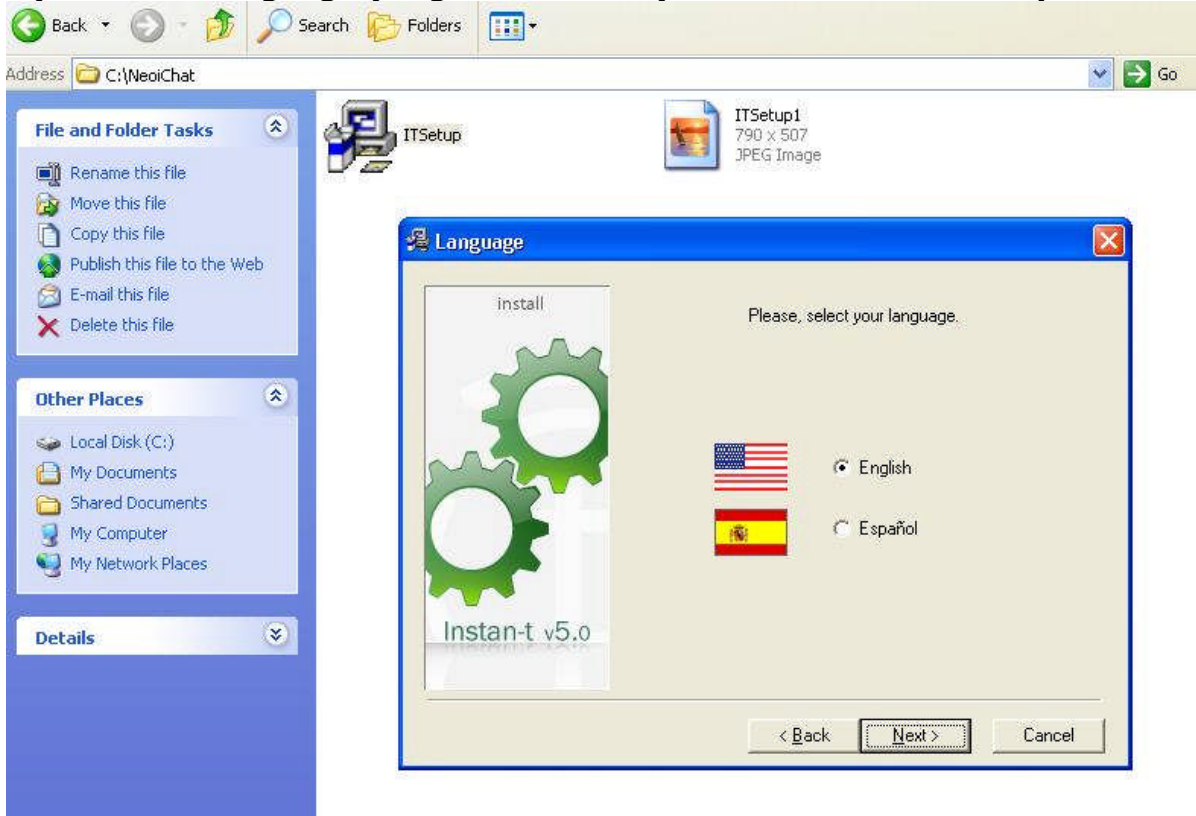 Back
Search
Folders
Address C:\NeoiChat Go
File and Folder Tasks
Rename this file
Move this file
Copy this file
Publish this file to the Web
E-mail this file
Delete this file
Other Places
Local Disk (C:)
My Documents
Shared Documents
My Computer
My Network Places
Details
ITSetup
ITSetup1
790 x 507
JPEG Image
Language
install
Instan-t v5.0
Please, select your language.
English
Español
< Back Next > Cancel